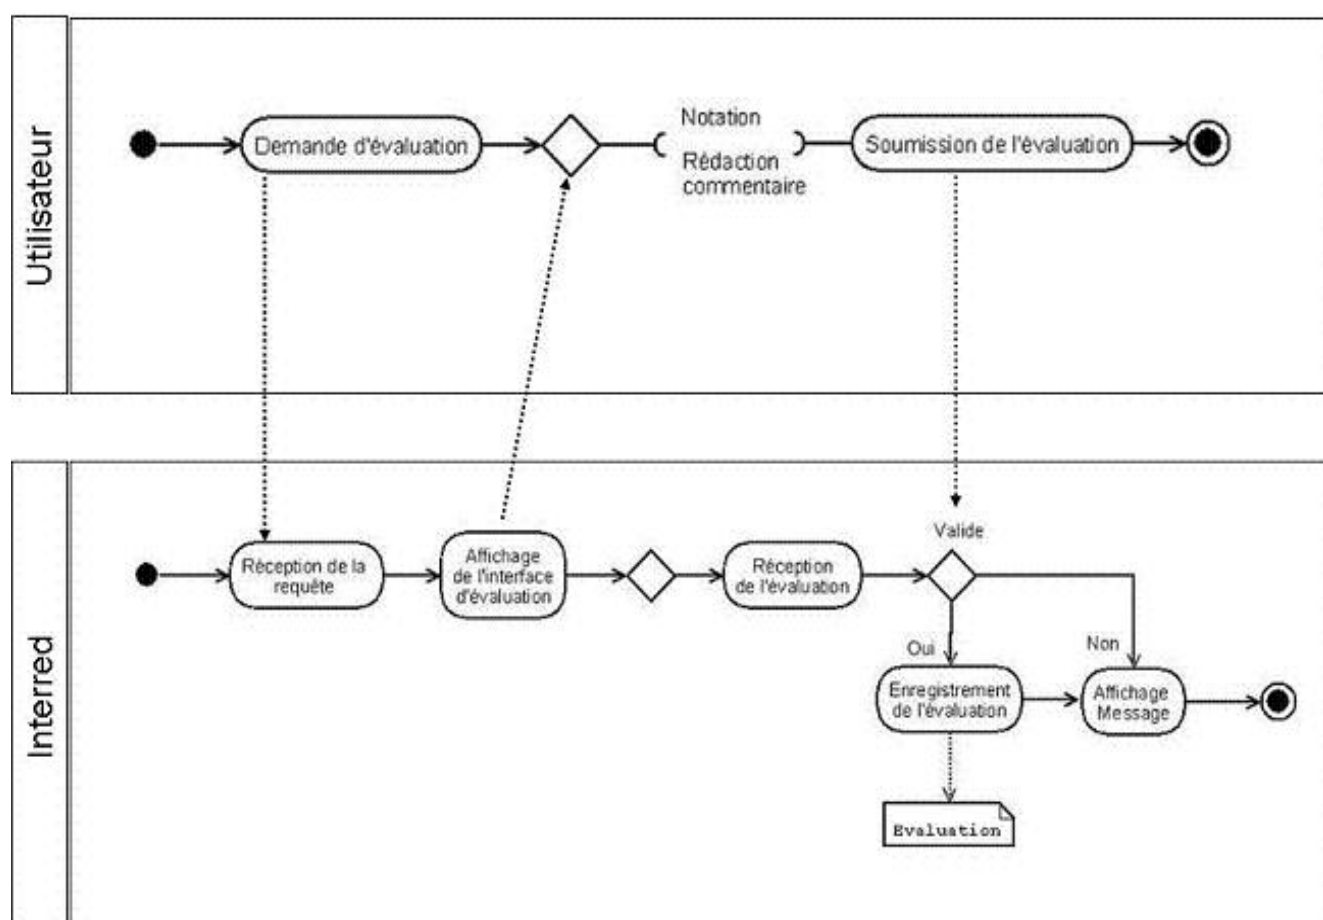 Utilisateur
Demande d'évaluation
Notation
Rédaction
commentaire
Soumission de l'évaluation
Interred
Réception de la
requête
Affichage
de l'interface
d'évaluation
Réception
de l'évaluation
Valide
Oui
Non
Enregistrement
de l'évaluation
Affichage
Message
Evaluation